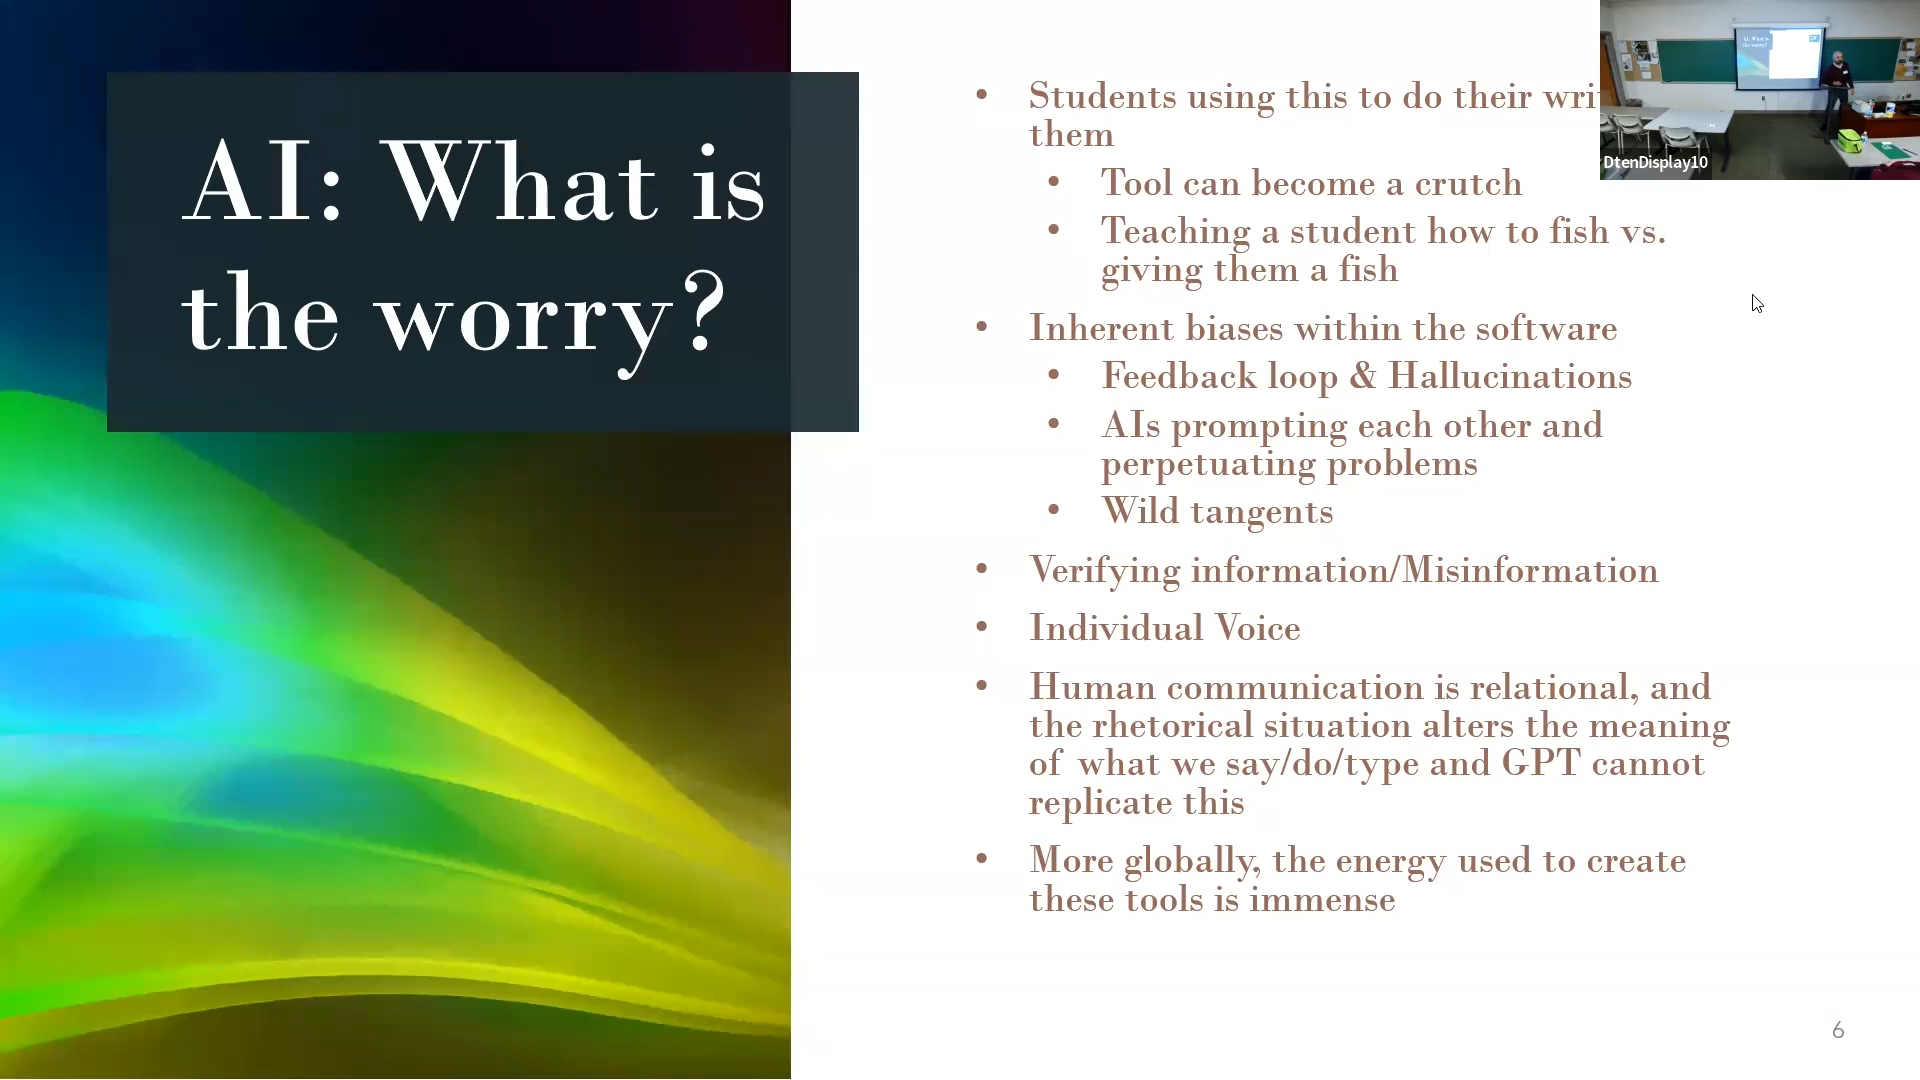 AI: What is
the worry?
• Students using this to do their
them
• Tool can become a crutch
• Teaching a student how to fish vs.
giving them a fish
• Inherent biases within the software
• Feedback loop & Hallucinations
• AIs prompting each other and
perpetuating problems
• Wild tangents
• Verifying information/Misinformation
• Individual Voice
• Human communication is relational, and
the rhetorical situation alters the meaning
of what we say/do/type and GPT cannot
replicate this
• More globally, the energy used to create
these tools is immense
DtenDisplay10
6